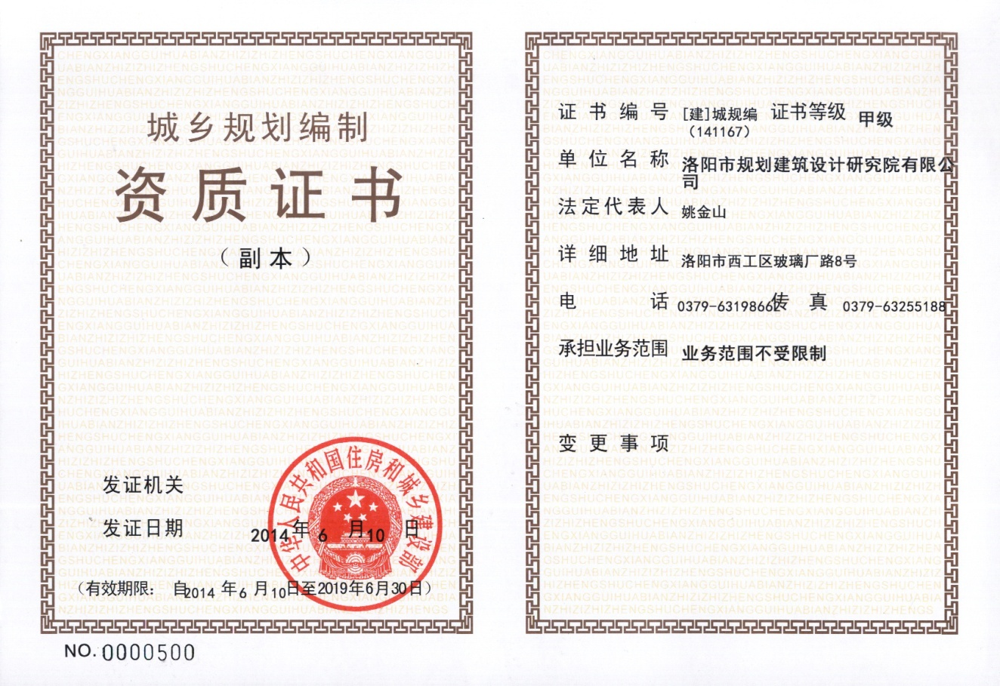 城乡规划编制
资质证书
（副本）
发证机关
发证日期 2014年6月10日
（有效期限： 自2014年6月10日至2019年6月30日）
中华人民共和国住房和城乡建设部
NO.0000500
证书编号 [建]城规编 证书等级 甲级
（141167）
单位名称 洛阳市规划建筑设计研究院有限公
司
法定代表人 姚金山
详细地址 洛阳市西工区玻璃厂路8号
电话 0379-63198662 传真 0379-63255188
承担业务范围 业务范围不受限制
变更事项